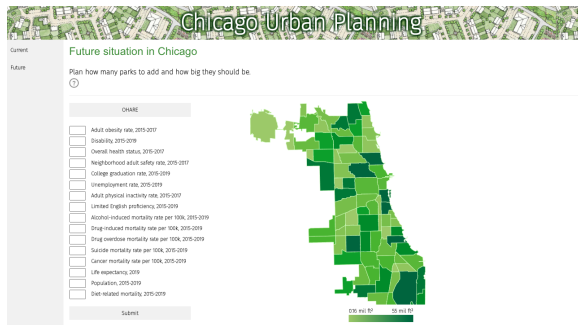 Chicago Urban Planning
Current
Future
Future situation in Chicago
Plan how many parks to add and how big they should be.
?
OHARE
Adult obesity rate, 2015-2017
Disability, 2015-2019
Overall health status, 2015-2017
Neighborhood adult safety rate, 2015-2017
College graduation rate, 2015-2019
Unemployment rate, 2015-2019
Adult physical inactivity rate, 2015-2017
Limited English proficiency, 2015-2019
Alcohol-induced mortality rate per 100k, 2015-2019
Drug-induced mortality rate per 100k, 2015-2019
Drug overdose mortality rate per 100k, 2015-2019
Suicide mortality rate per 100k, 2015-2019
Cancer mortality rate per 100k, 2015-2019
Life expectancy, 2019
Population, 2015-2019
Diet-related mortality, 2015-2019
Submit
0.16 mil ft² 55 mil ft²